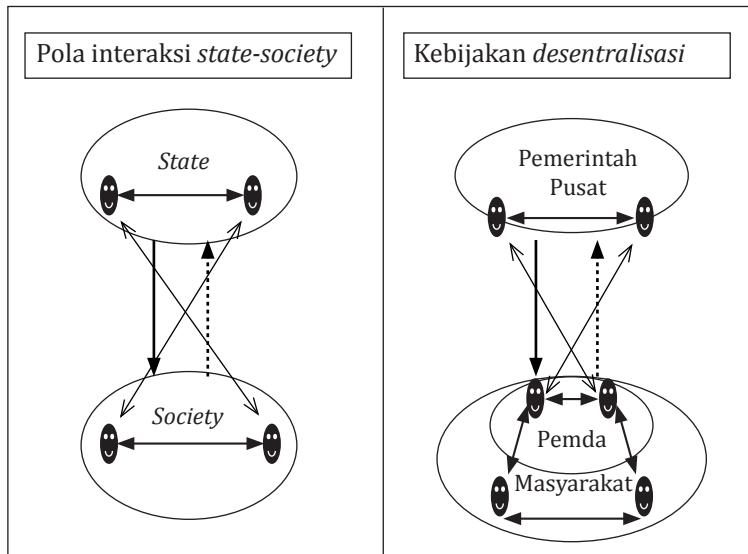 Pola interaksi state-society
State
Society
Kebijakan desentralisasi
Pemerintah
Pusat
Pemda
Masyarakat